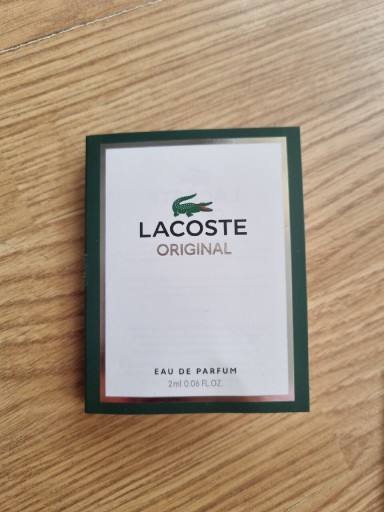 LACOSTE
ORIGINAL
EAU DE PARFUM
2ml 0.06 FL.OZ.